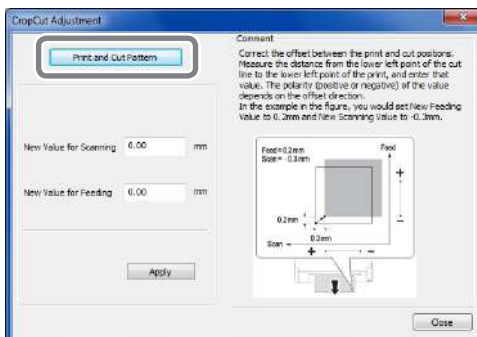 CropCut Adjustment
Print and Cut Pattern
New Value for Scanning 0.00 mm
New Value for Feeding 0.00 mm
Apply
Comment
Correct the offset between the print and cut positions.
Measure the distance from the lower left point of the cut
line to the lower left point of the print, and enter that
value. The polarity (positive or negative) of the value
depends on the offset direction.
In the example in the figure, you would set New Feeding
Value to 0.2mm and New Scanning Value to -0.3mm.
Feed=0.2mm
Scan= -0.3mm
Feed
+
-
0.2mm
0.3mm
Scan
+ -
Close